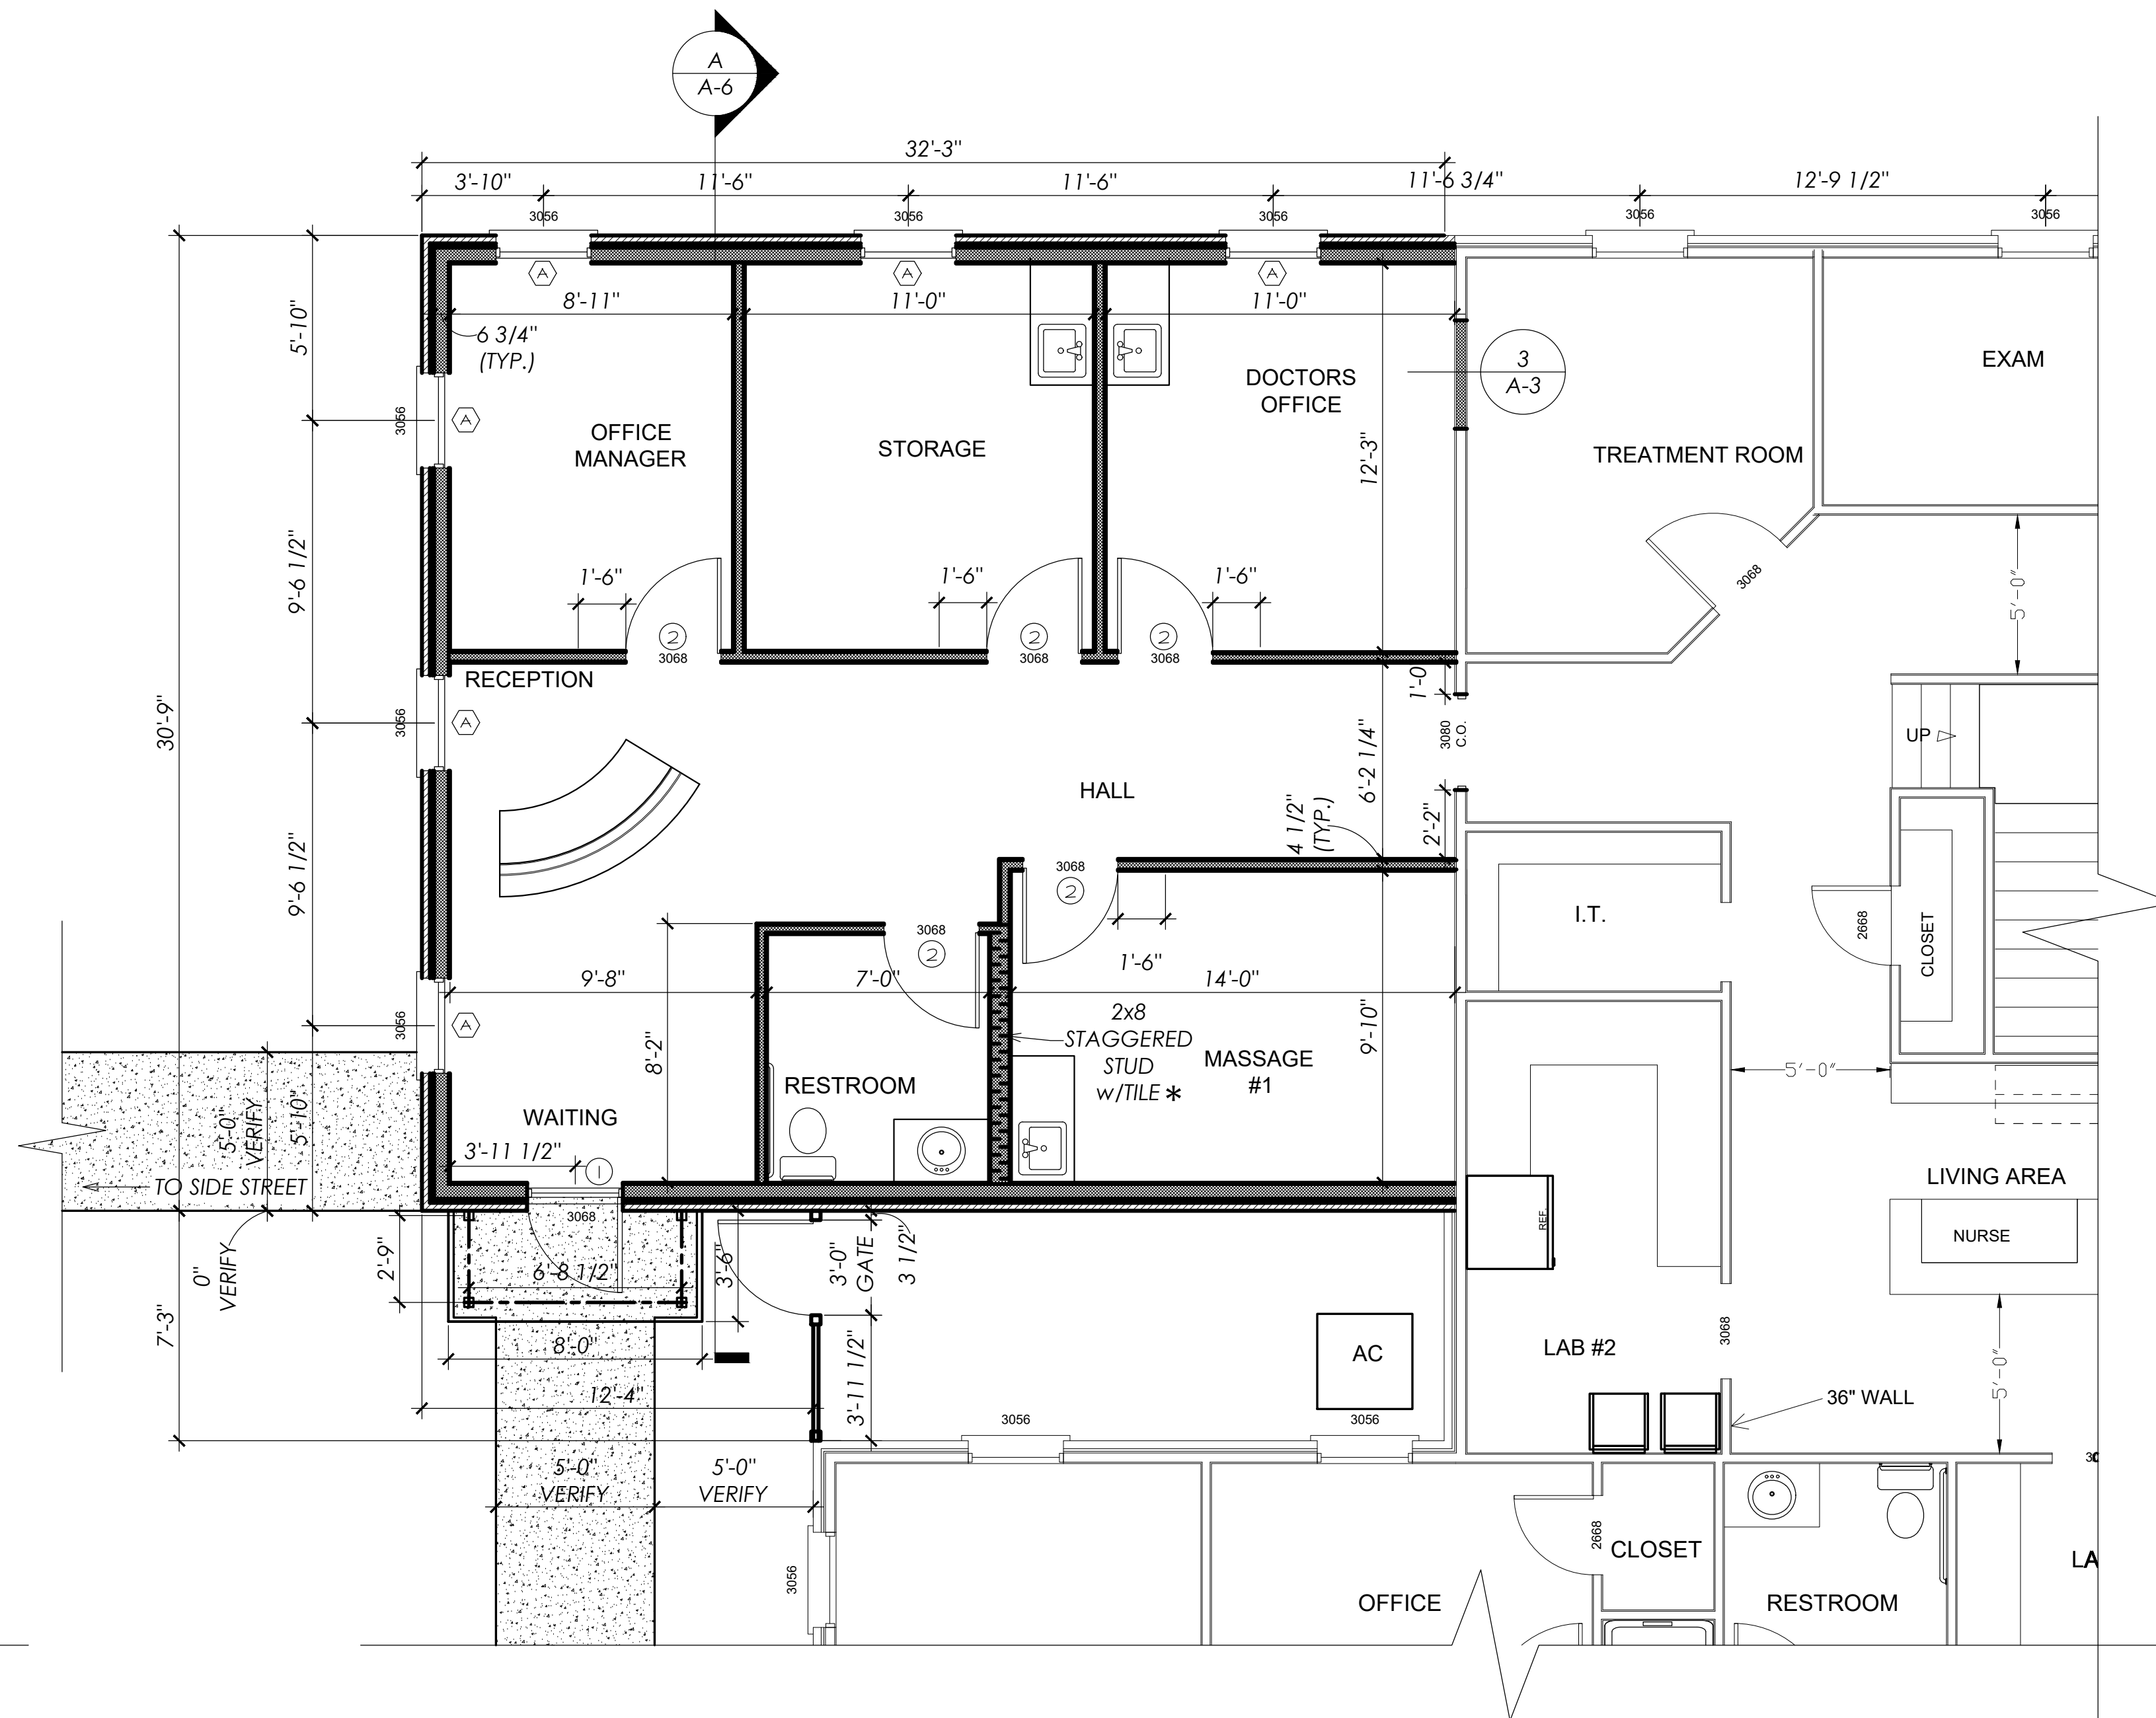 A
A-6
32'-3"
3'-10"
11'-6"
11'-6"
11'-6 3/4"
12'-9 1/2"
3056
3056
3056
3056
3056
A
A
A
8'-11"
11'-0"
11'-0"
6 3/4"
(TYP.)
5'-10"
3
A-3
EXAM
DOCTORS
OFFICE
3056
A
OFFICE
MANAGER
STORAGE
12'-3"
TREATMENT ROOM
9'-6 1/2"
1'-6"
1'-6"
1'-6"
3068
5'-0"
2
3068
2
3068
2
3068
RECEPTION
1'-0
30'-9"
3056
A
3080
C.O.
UP
6'-2 1/4"
HALL
4 1/2"
(TYP.)
2'-2"
9'-6 1/2"
3068
2
I.T.
2668
CLOSET
3068
2
1'-6"
9'-8"
7'-0"
14'-0"
3056
A
2x8
STAGGERED
STUD
w/TILE *
9'-10"
8'-2"
MASSAGE
#1
5'-0"
RESTROOM
5'-0"
VERIFY
5'-10"
WAITING
3'-11 1/2"
1
TO SIDE STREET
LIVING AREA
3068
REF.
NURSE
0"
VERIFY
2'-9"
6'-8 1/2"
3'-6"
3'-0"
GATE
3 1/2"
7'-3"
8'-0"
AC
LAB #2
3068
5'-0"
12'-4"
3'-11 1/2"
36" WALL
3056
3056
5'-0"
VERIFY
5'-0"
VERIFY
3056
2668
CLOSET
OFFICE
RESTROOM
LA